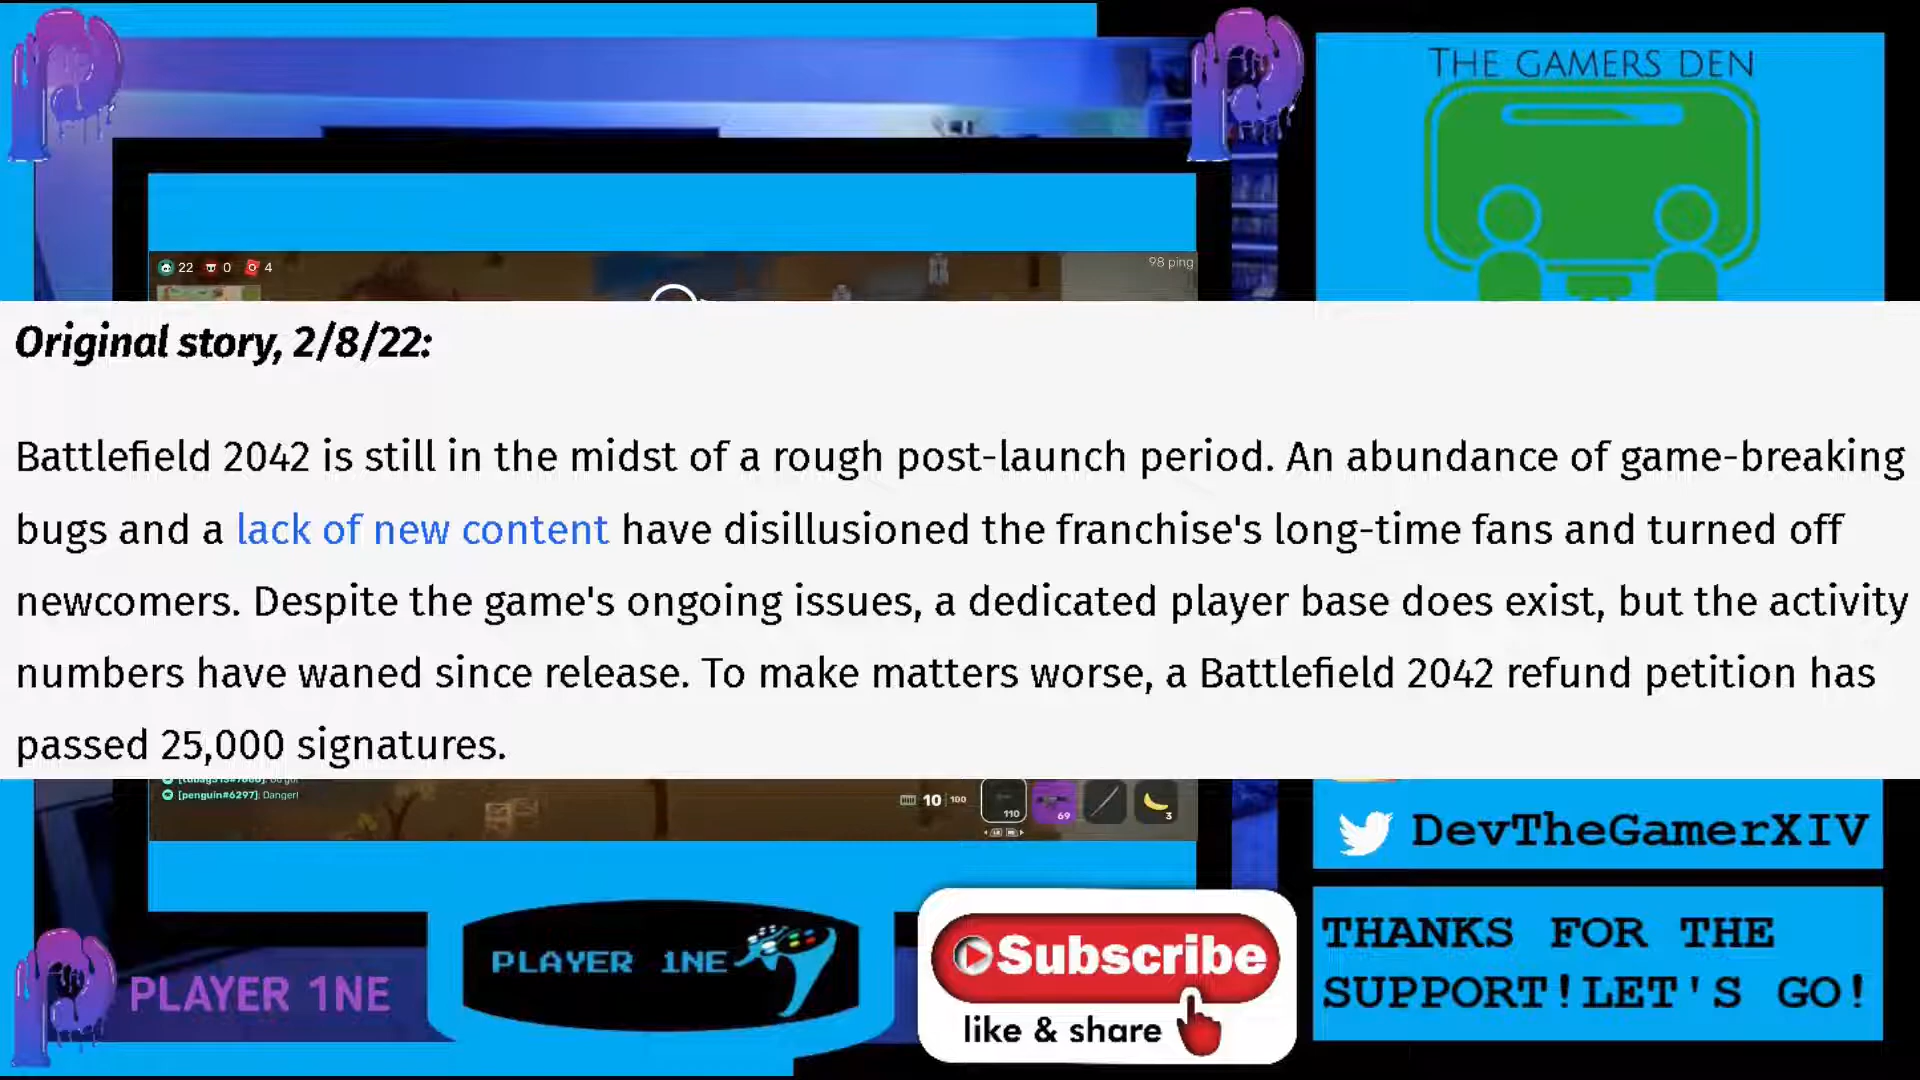 THE GAMERS DEN
22 0 4
98 ping
Original story, 2/8/22:
Battlefield 2042 is still in the midst of a rough post-launch period. An abundance of game-breaking
bugs and a lack of new content have disillusioned the franchise's long-time fans and turned off
newcomers. Despite the game's ongoing issues, a dedicated player base does exist, but the activity
numbers have waned since release. To make matters worse, a Battlefield 2042 refund petition has
passed 25,000 signatures.
[penguin#6297]: Danger!
10 100
110
69
3
DevTheGamerXIV
THANKS FOR THE
SUPPORT!LET'S GO!
PLAYER 1NE
PLAYER 1NE
Subscribe
like & share